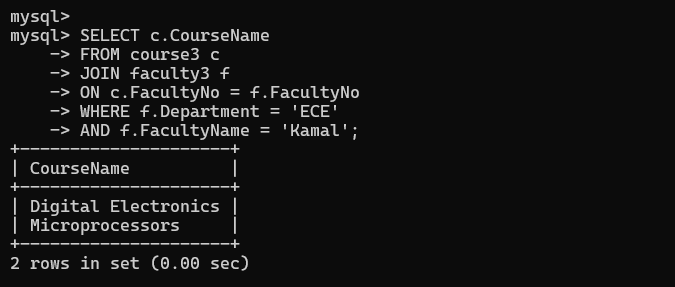 mysql>
mysql> SELECT c.CourseName
    -> FROM course3 c
    -> JOIN faculty3 f
    -> ON c.FacultyNo = f.FacultyNo
    -> WHERE f.Department = 'ECE'
    -> AND f.FacultyName = 'Kamal';
+---------------------+
| CourseName          |
+---------------------+
| Digital Electronics |
| Microprocessors     |
+---------------------+
2 rows in set (0.00 sec)